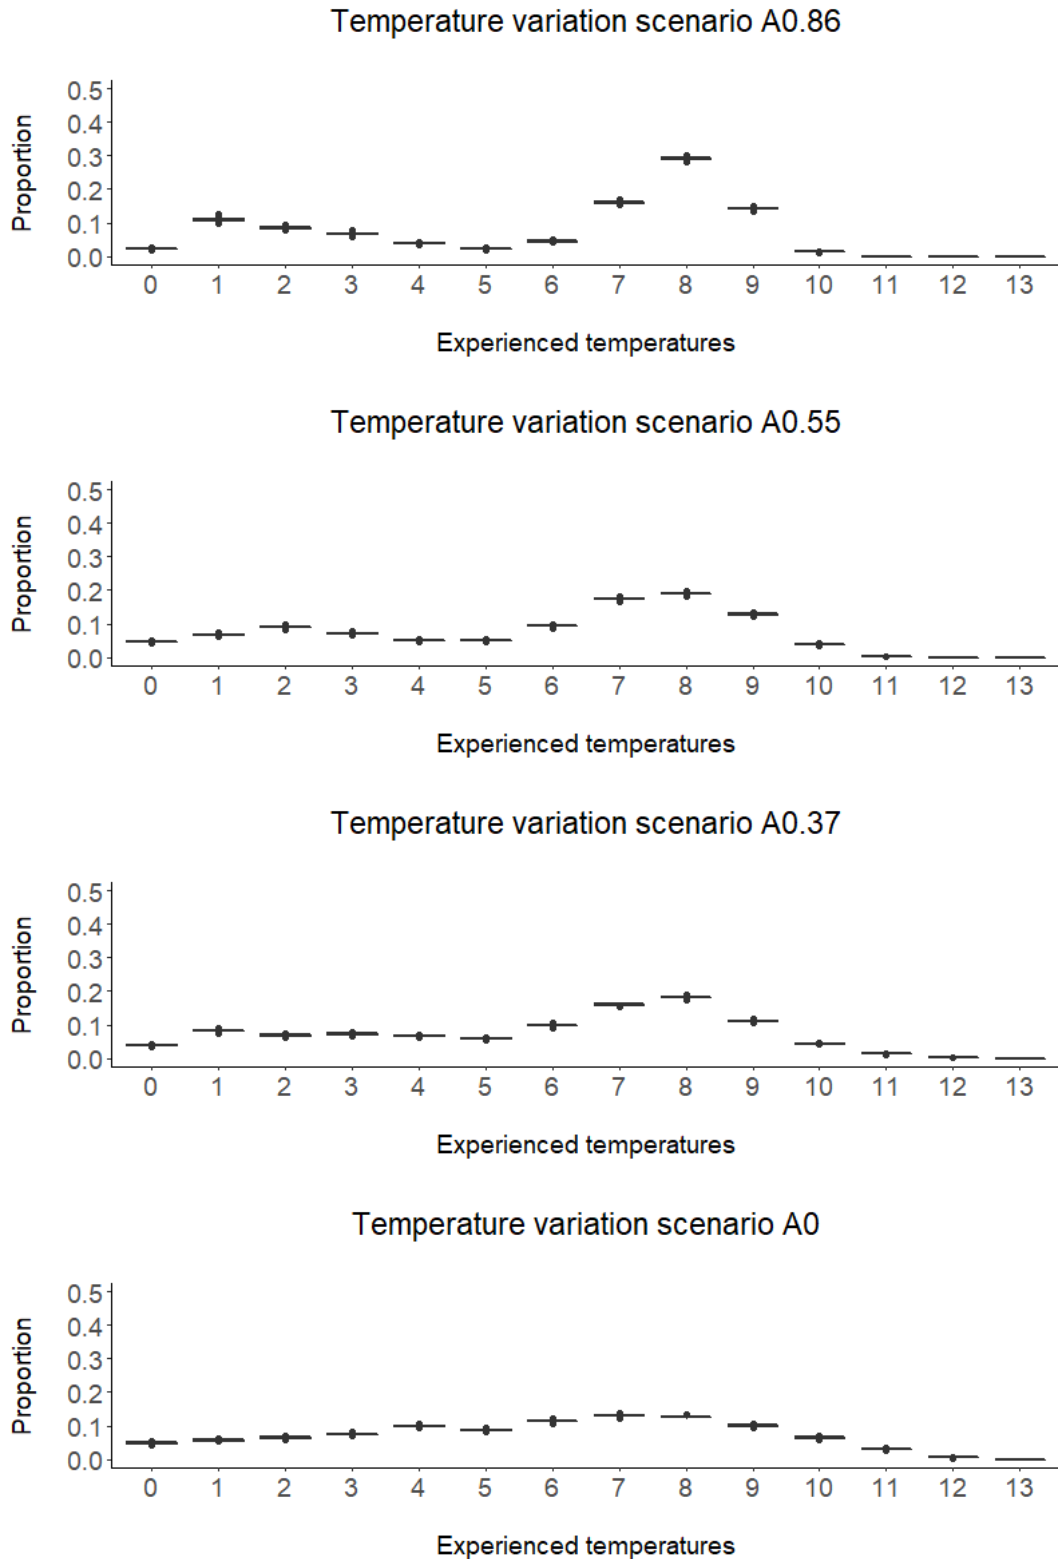 Temperature variation scenario A0.86
Proportion
0.5
0.4
0.3
0.2
0.1
0.0
0 1 2 3 4 5 6 7 8 9 10 11 12 13
Experienced temperatures
Temperature variation scenario A0.55
Proportion
0.5
0.4
0.3
0.2
0.1
0.0
0 1 2 3 4 5 6 7 8 9 10 11 12 13
Experienced temperatures
Temperature variation scenario A0.37
Proportion
0.5
0.4
0.3
0.2
0.1
0.0
0 1 2 3 4 5 6 7 8 9 10 11 12 13
Experienced temperatures
Temperature variation scenario A0
Proportion
0.5
0.4
0.3
0.2
0.1
0.0
0 1 2 3 4 5 6 7 8 9 10 11 12 13
Experienced temperatures